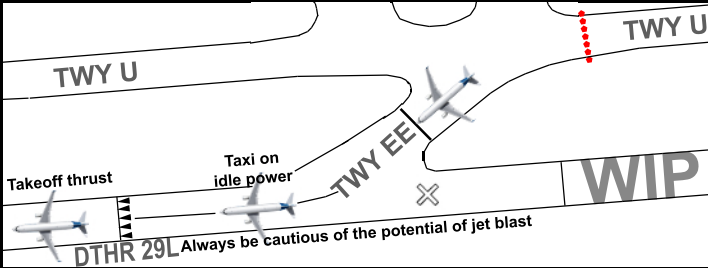 TWY U
TWY U
Takeoff thrust
Taxi on
idle power
TWY EE
WIP
DTHR 29L
Always be cautious of the potential of jet blast